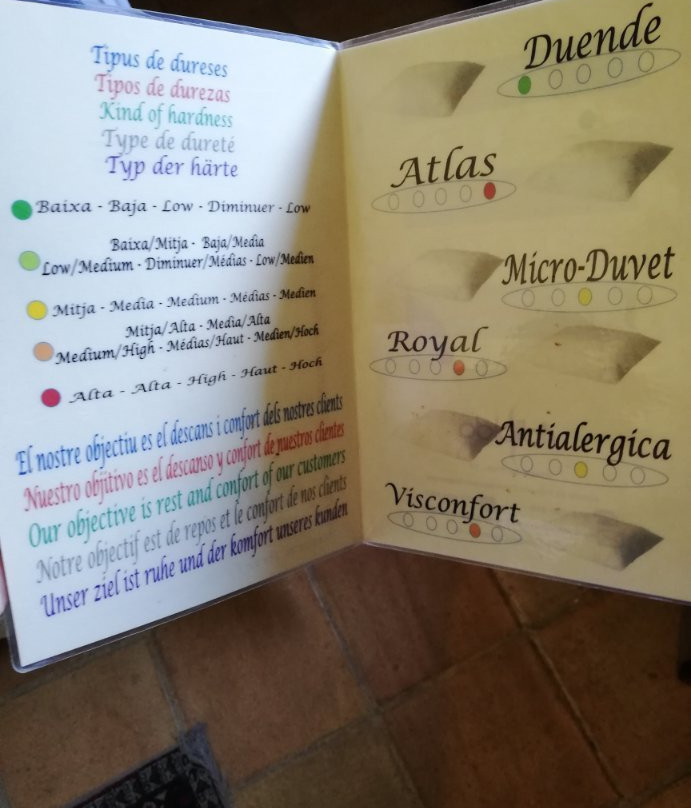 Tipus de dureses
Tipos de durezas
Kind of hardness
Type de dureté
Typ der härte
Baixa - Baja - Low - Diminuer - Low
Baixa/Mitja - Baja/Media
Low/Medium - Diminuer/Médias - Low/Medien
Mitja - Media - Medium - Médias - Medien
Mitja/Alta - Media/Alta
Medium/High - Médias/Haut - Medien/Hoch
Alta - Alta - High - Haut - Hoch
El nostre objectiu es el descans i confort dels nostres clients
Nuestro objitivo es el descanso y confort de nuestros clientes
Our objective is rest and confort of our customers
Notre objectif est de repos et le confort de nos clients
Unser ziel ist ruhe und der komfort unseres kunden
Duende
Atlas
Micro-Duvet
Royal
Antialergica
Visconfort